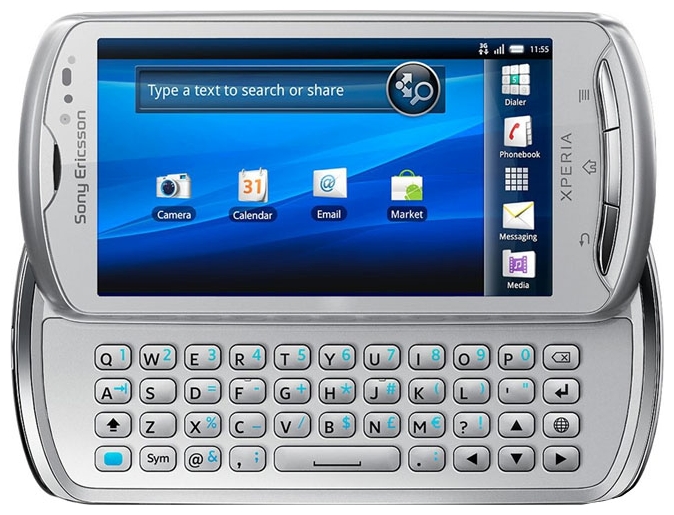 3G 11:55
Type a text to search or share
Dialer
Phonebook
Messaging
Media
Camera
31
Calendar
@
Email
Market
Sony Ericsson
XPERIA
Q 1 W 2 E 3 R 4 T 5 Y 6 U 7 I 8 O 9 P 0
A S D = F - G + H * J # K ( L ) ' "
Z X % C _ V / B $ N £ M € ? !
Sym @ & , ; . :